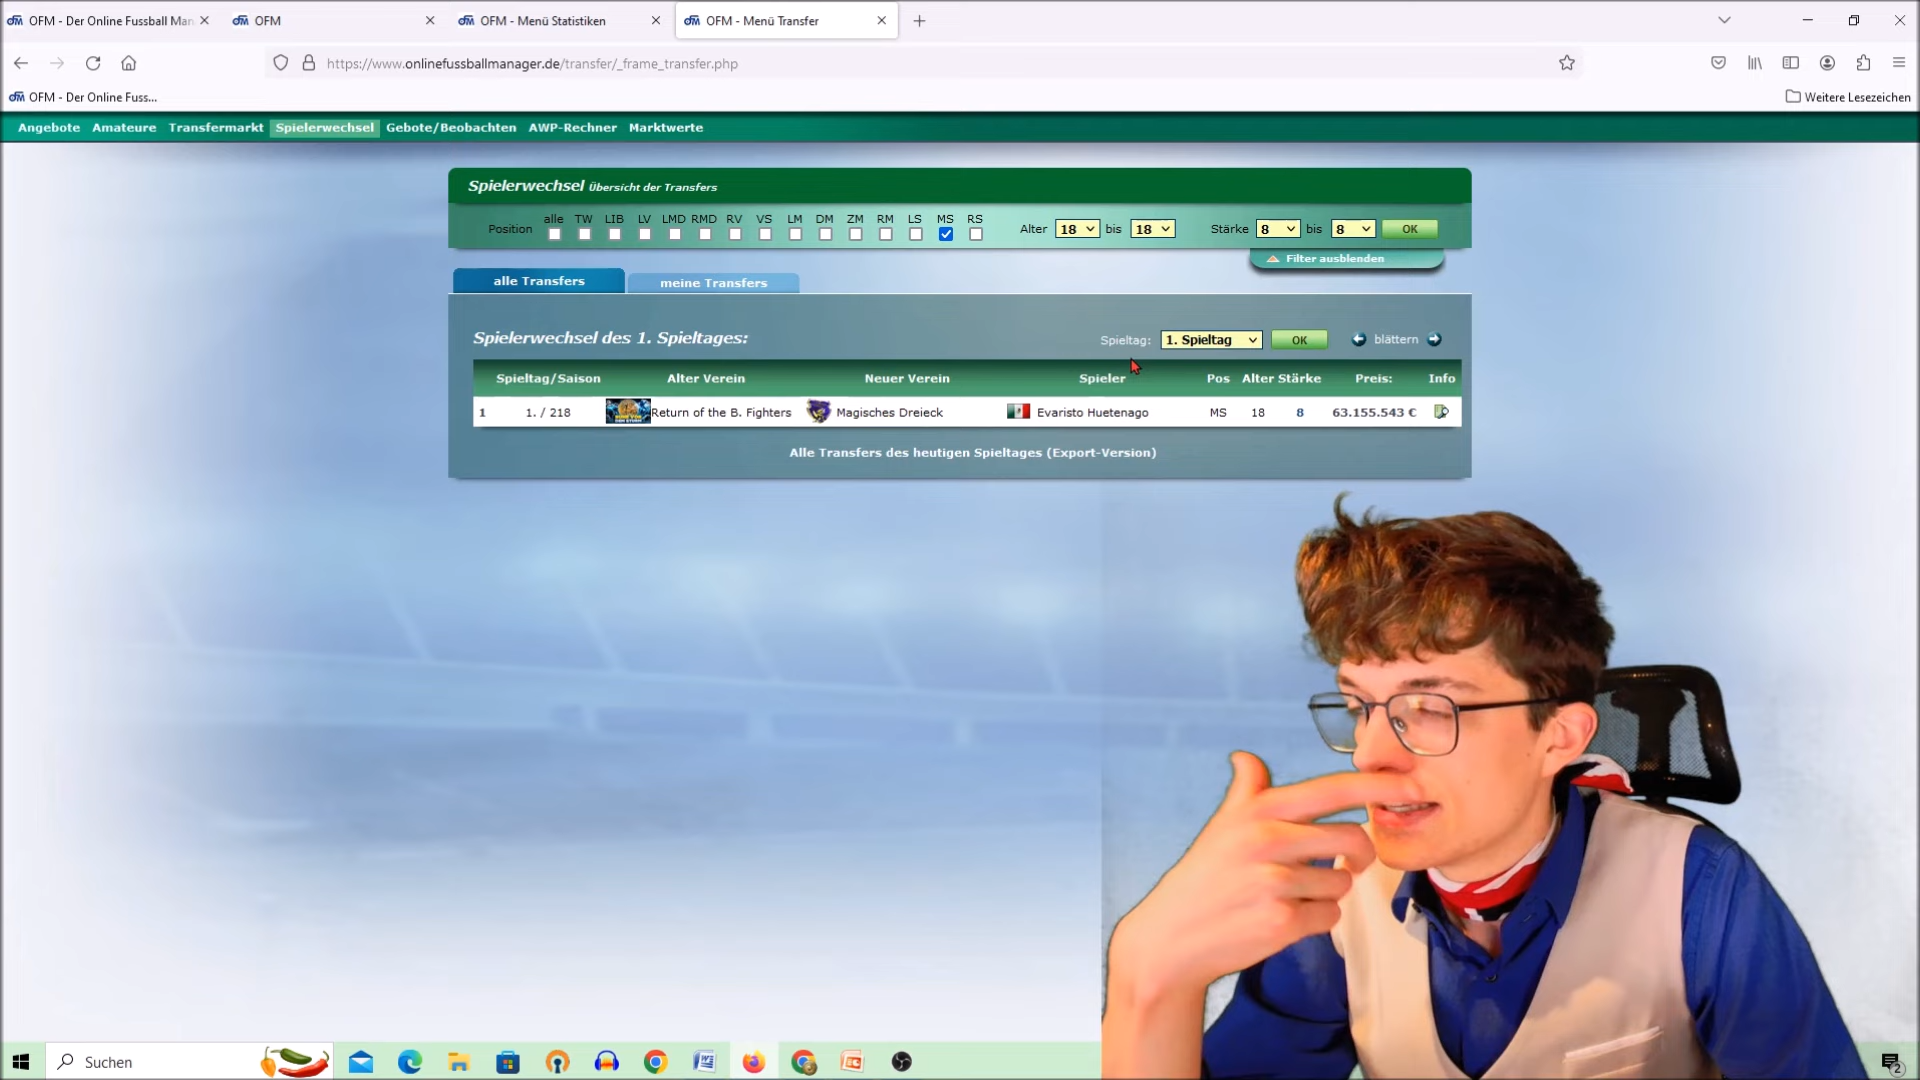 OFM - Der Online Fussball Man
OFM
OFM - Menü Statistiken
OFM - Menü Transfer
https://www.onlinefussballmanager.de/transfer/_frame_transfer.php
OFM - Der Online Fuss...
Weitere Lesezeichen
Angebote Amateure Transfermarkt Spielerwechsel Gebote/Beobachten AWP-Rechner Marktwerte
Spielerwechsel Übersicht der Transfers
alle TW LIB LV LMD RMD RV VS LM DM ZM RM LS MS RS
Position Alter 18 bis 18 Stärke 8 bis 8 OK
Filter ausblenden
alle Transfers meine Transfers
Spielerwechsel des 1. Spieltages: Spieltag: 1. Spieltag OK blättern
Spieltag/Saison Alter Verein Neuer Verein Spieler Pos Alter Stärke Preis: Info
1 1. / 218 Return of the B. Fighters Magisches Dreieck Evaristo Huetenago MS 18 8 63.155.543 €
Alle Transfers des heutigen Spieltages (Export-Version)
Suchen
2